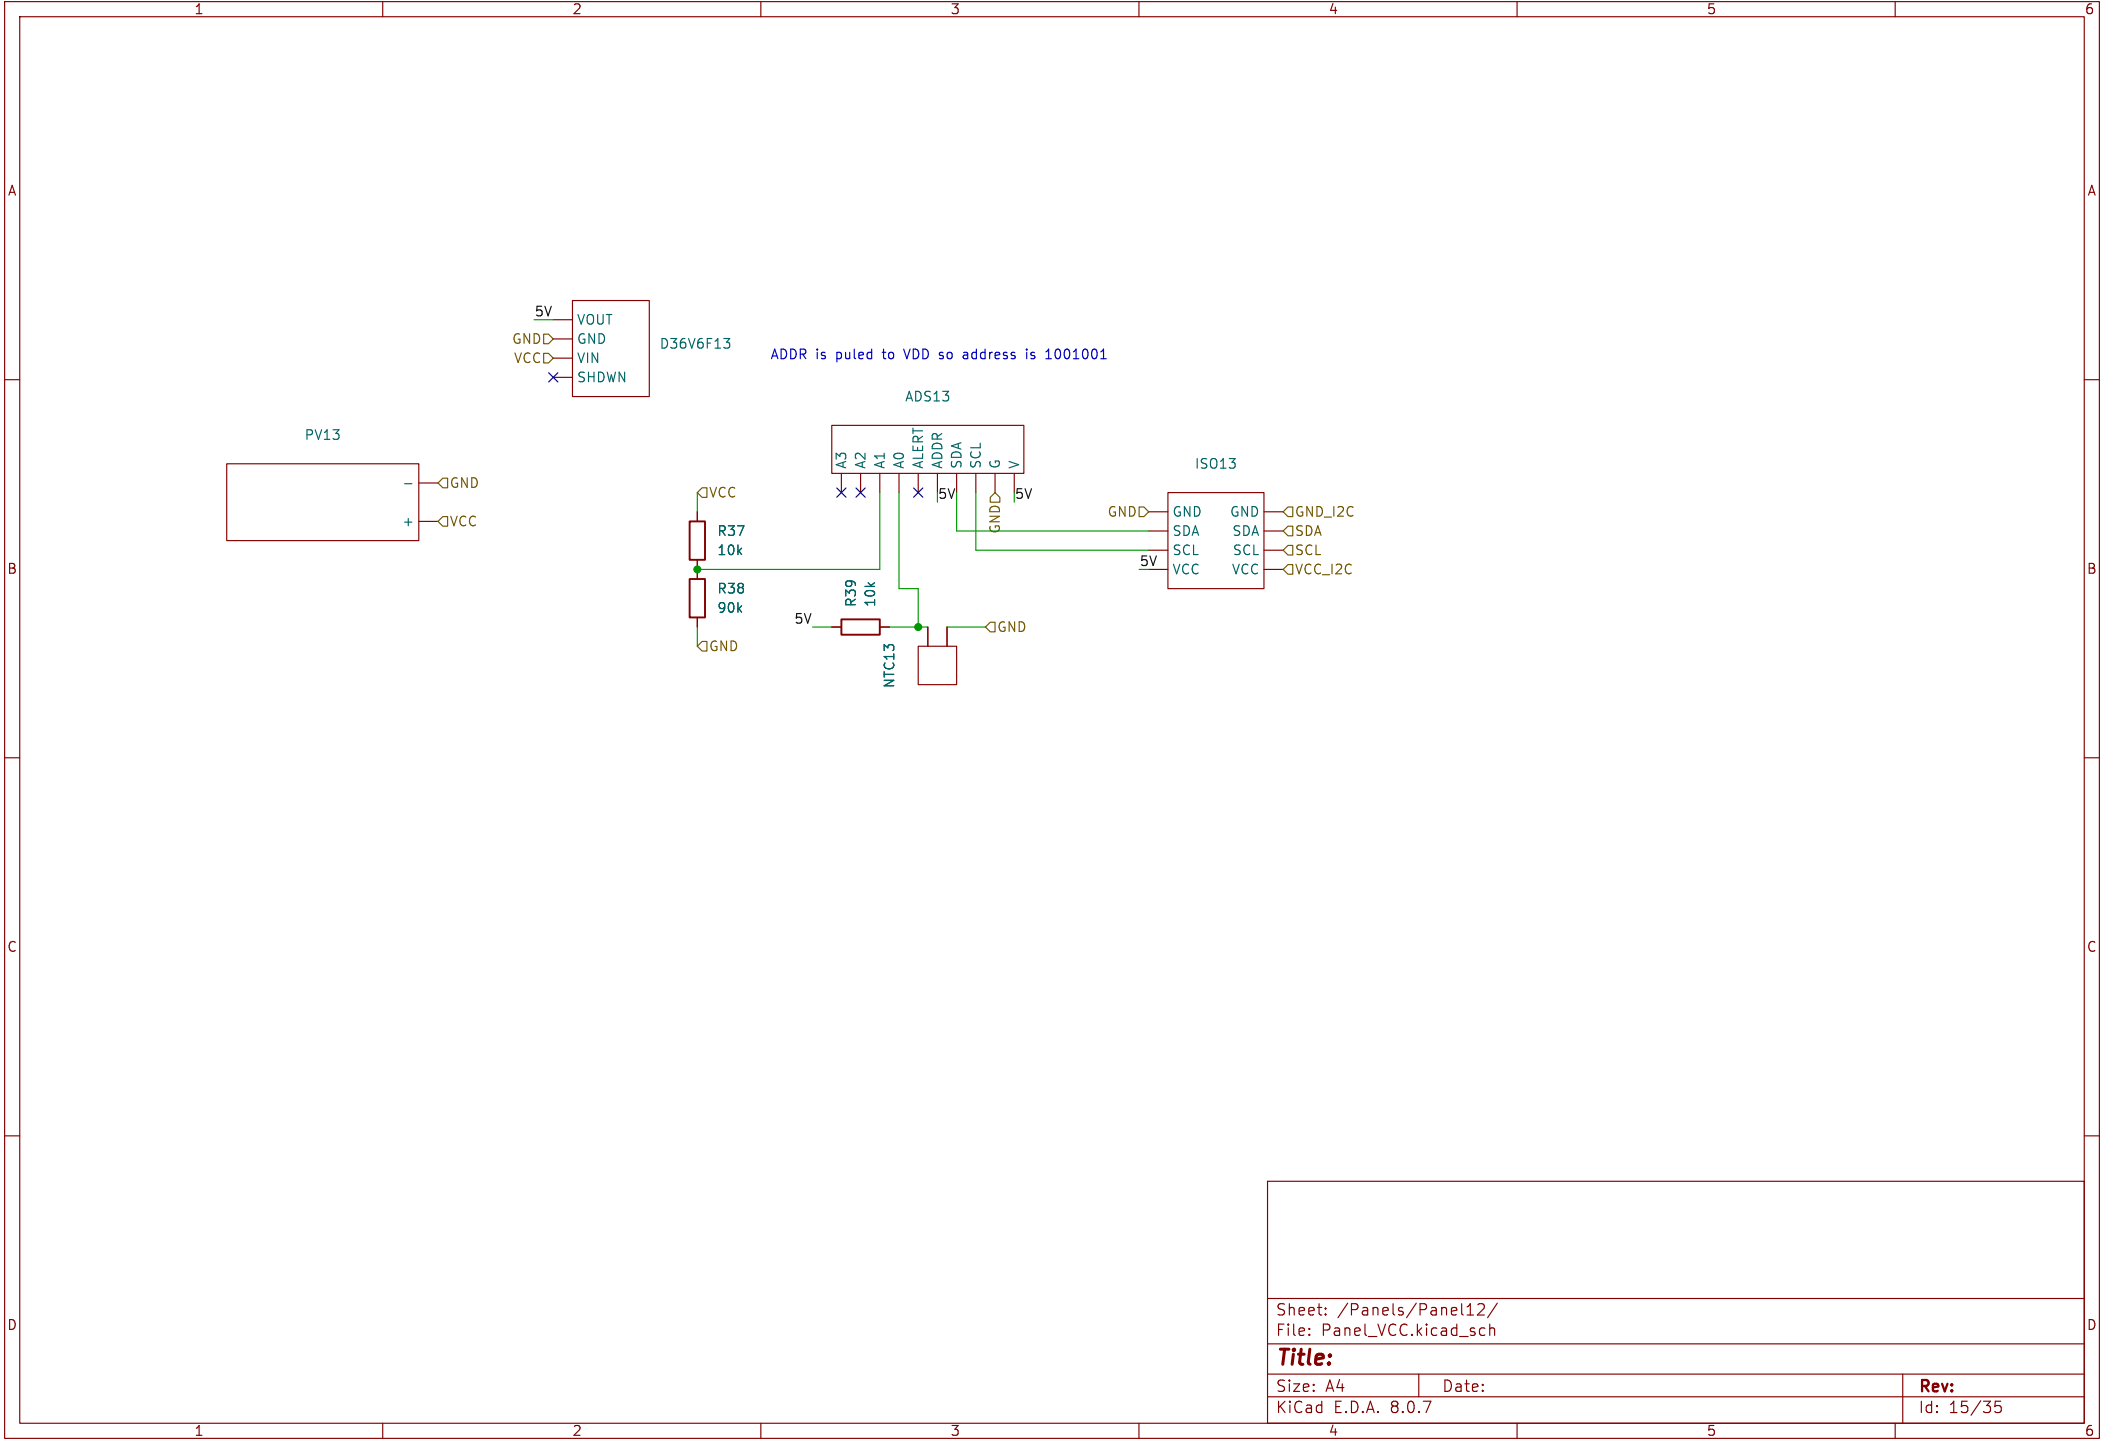 1 2 3 4 5 6
A A
5V
VOUT
GND GND
VCC VIN
SHDWN
D36V6F13
ADDR is puled to VDD so address is 1001001
ADS13
A3 A2 A1 A0 ALERT ADDR SDA SCL G V
5V GND 5V
PV13
- GND
+ VCC
VCC
R37
10k
R38
90k
GND
R39
10k
5V
NTC13
GND
ISO13
GND GND GND GND_I2C
SDA SDA SDA
SCL SCL SCL
5V VCC VCC VCC_I2C
B B
C C
D D
Sheet: /Panels/Panel12/
File: Panel_VCC.kicad_sch
Title:
Size: A4 Date: Rev:
KiCad E.D.A. 8.0.7 Id: 15/35
1 2 3 4 5 6